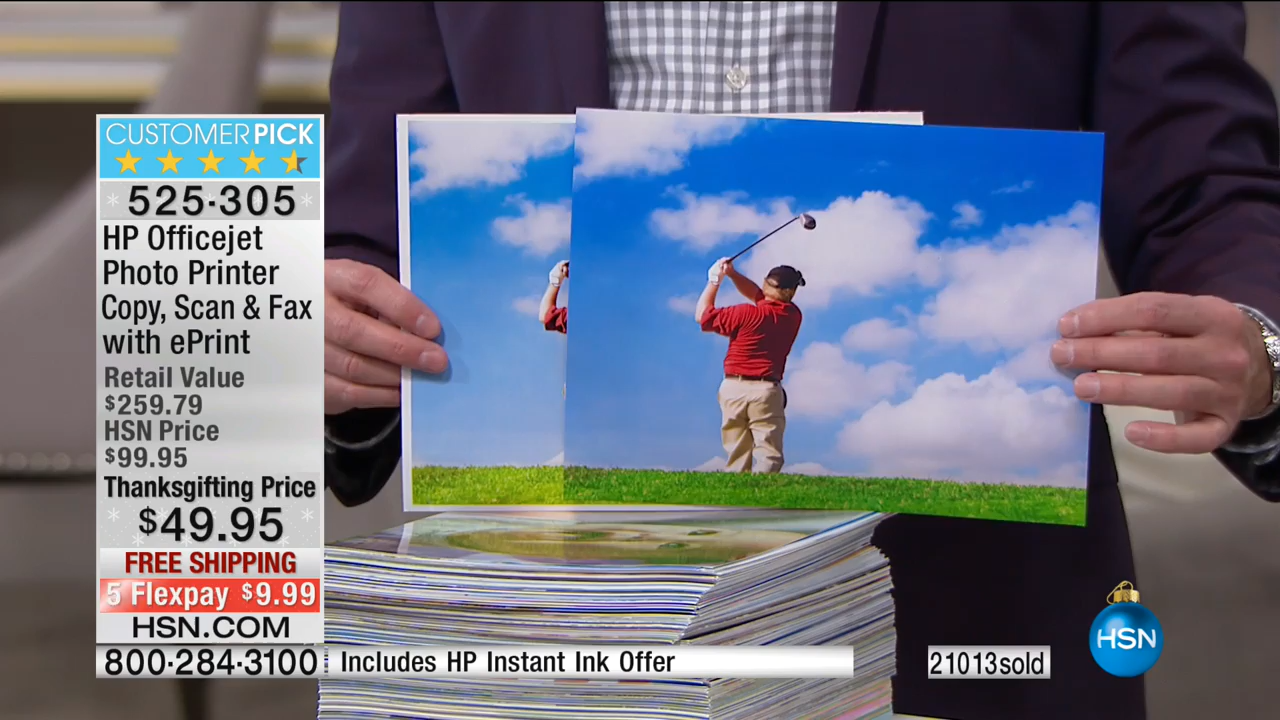 CUSTOMERPICK
525·305
HP Officejet
Photo Printer
Copy, Scan & Fax
with ePrint
Retail Value
$259.79
HSN Price
$99.95
Thanksgifting Price
$49.95
FREE SHIPPING
5 Flexpay $9.99
HSN.COM
800·284·3100
Includes HP Instant Ink Offer
21013sold
HSN